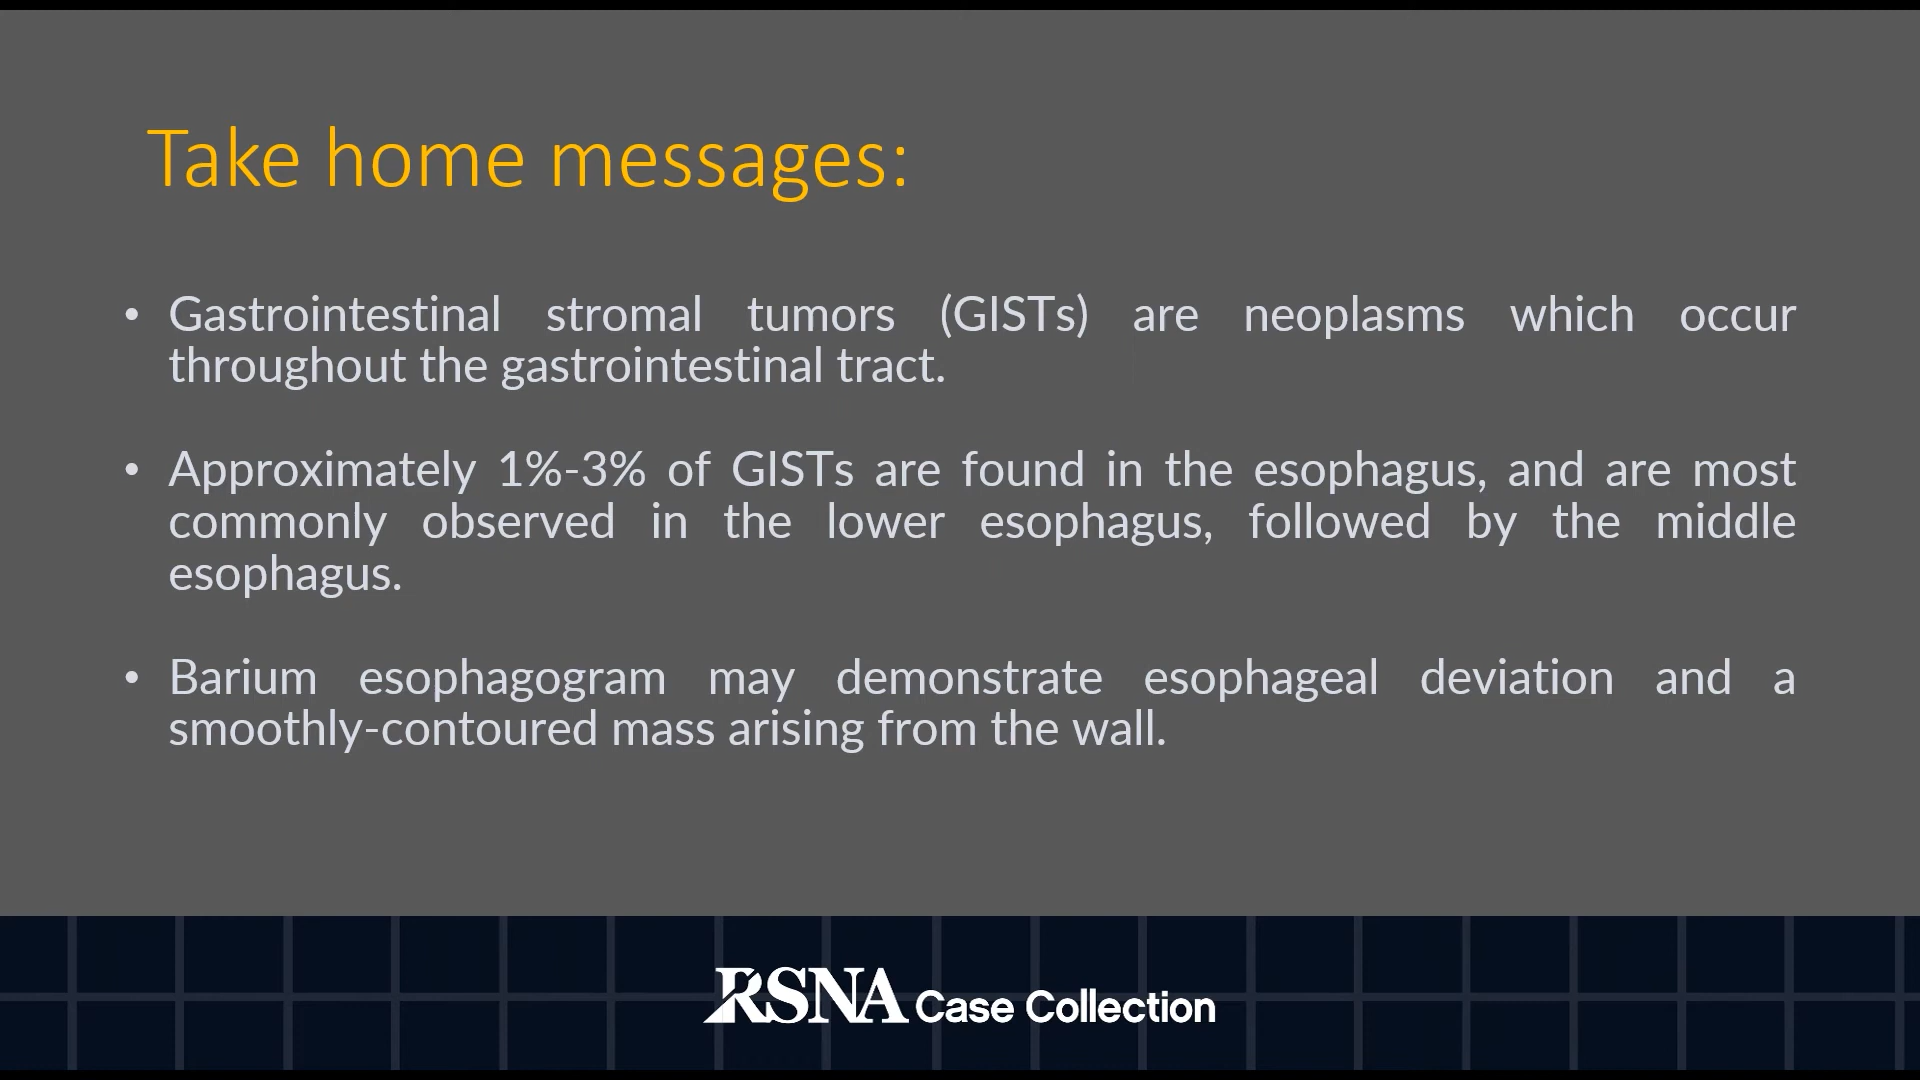 Take home messages:
• Gastrointestinal stromal tumors (GISTs) are neoplasms which occur
throughout the gastrointestinal tract.
• Approximately 1%-3% of GISTs are found in the esophagus, and are most
commonly observed in the lower esophagus, followed by the middle
esophagus.
• Barium esophagogram may demonstrate esophageal deviation and a
smoothly-contoured mass arising from the wall.
RSNA Case Collection